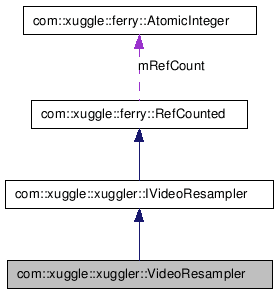 com::xuggle::ferry::AtomicInteger
mRefCount
com::xuggle::ferry::RefCounted
com::xuggle::xuggler::IVideoResampler
com::xuggle::xuggler::VideoResampler